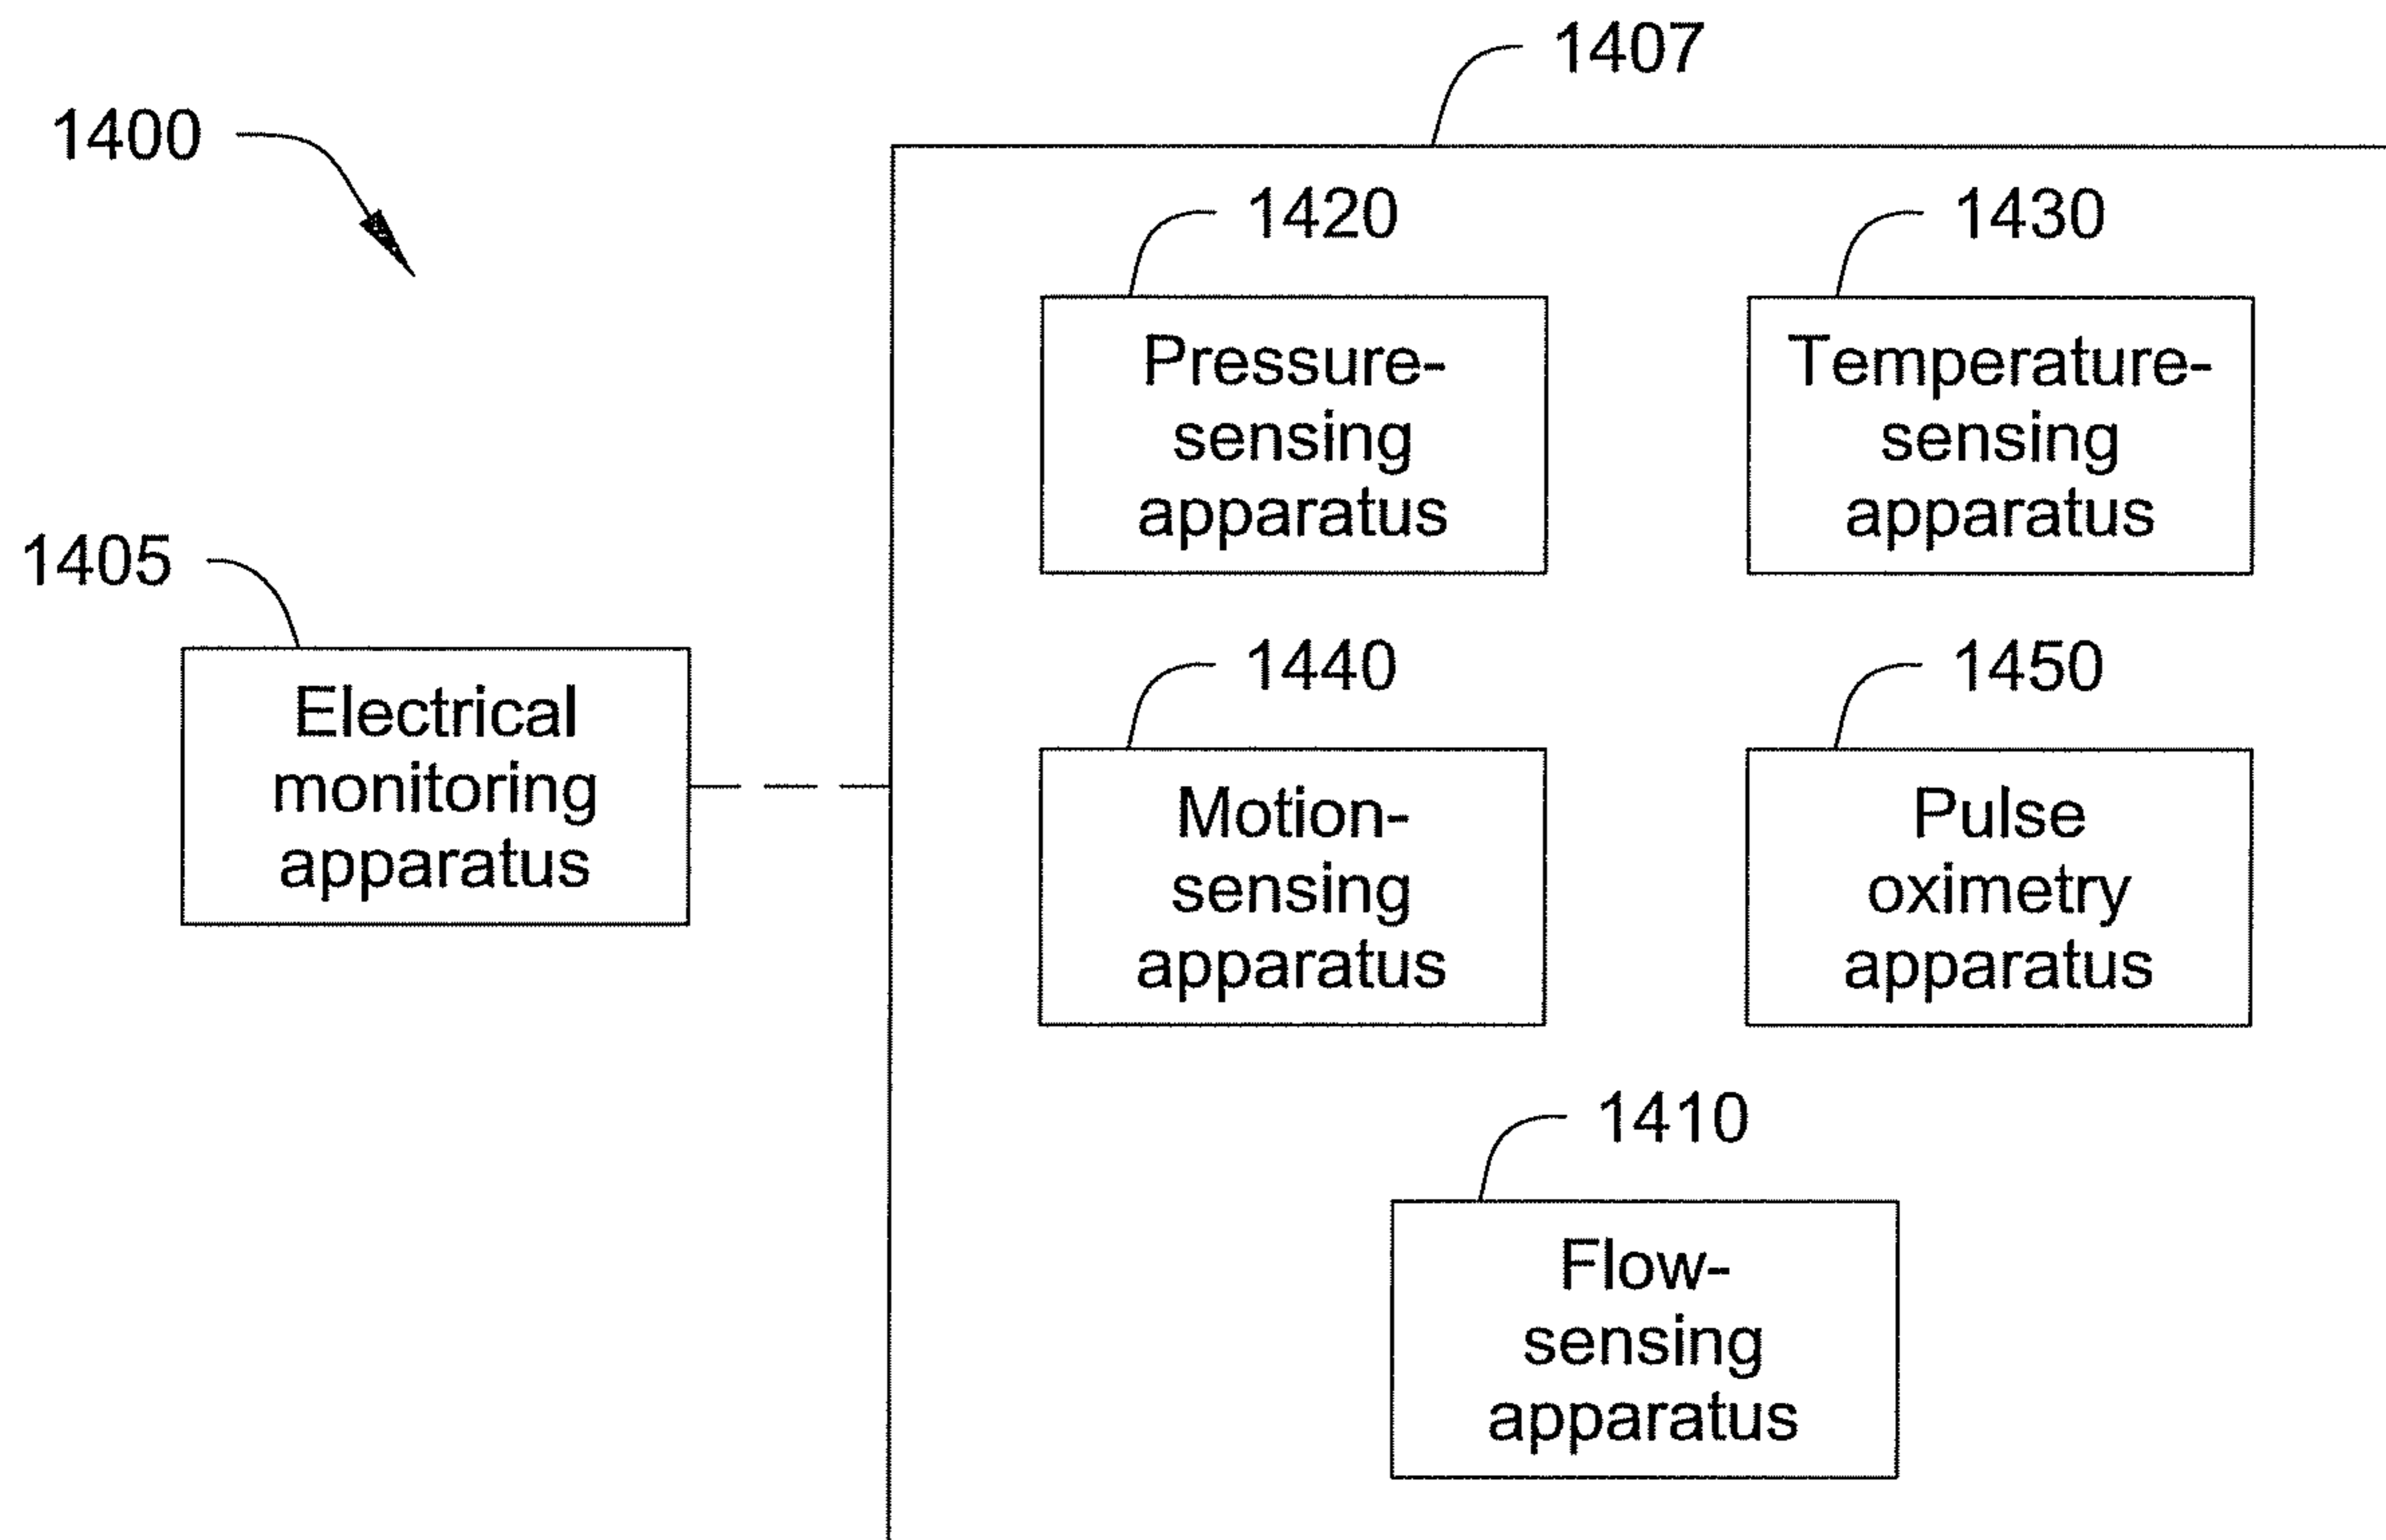 1407
1400
1420
1430
Pressure-
sensing
apparatus
Temperature-
sensing
apparatus
1405
Electrical
monitoring
apparatus
1440
1450
Motion-
sensing
apparatus
Pulse
oximetry
apparatus
1410
Flow-
sensing
apparatus